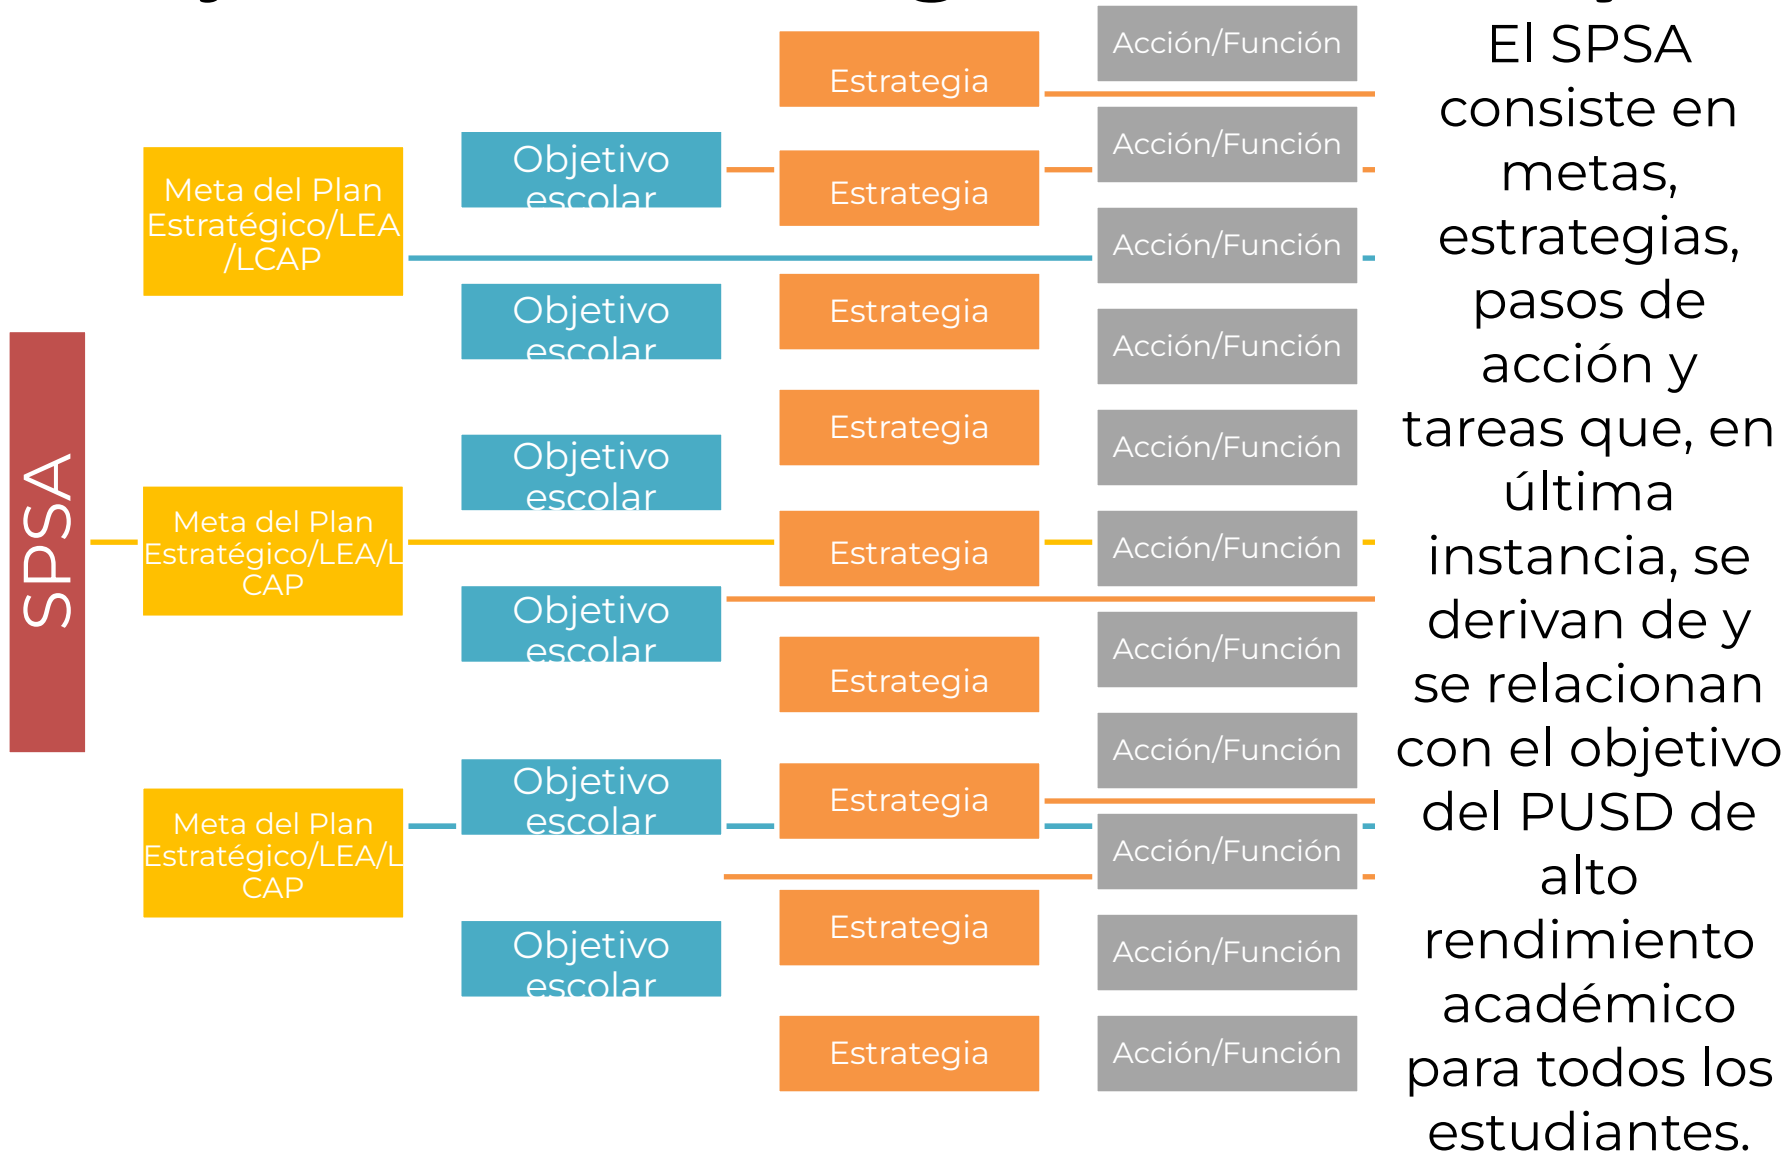 SPSA
Meta del Plan
Estratégico/LEA
/LCAP
Meta del Plan
Estratégico/LEA/L
CAP
Meta del Plan
Estratégico/LEA/L
CAP
Objetivo
escolar
Objetivo
escolar
Objetivo
escolar
Objetivo
escolar
Objetivo
escolar
Objetivo
escolar
Estrategia
Estrategia
Estrategia
Estrategia
Estrategia
Estrategia
Estrategia
Estrategia
Estrategia
Acción/Función
Acción/Función
Acción/Función
Acción/Función
Acción/Función
Acción/Función
Acción/Función
Acción/Función
Acción/Función
Acción/Función
Acción/Función
El SPSA
consiste en
metas,
estrategias,
pasos de
acción y
tareas que, en
última
instancia, se
derivan de y
se relacionan
con el objetivo
del PUSD de
alto
rendimiento
académico
para todos los
estudiantes.